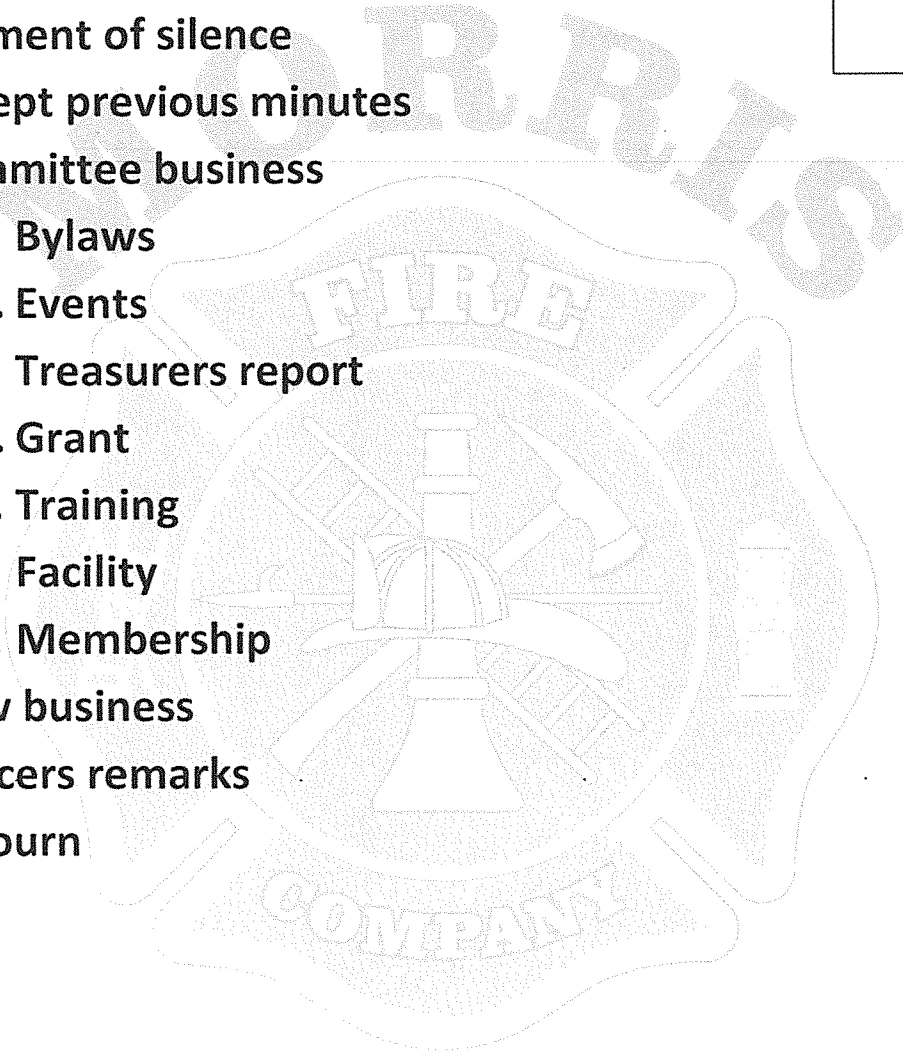 MORRIS
ment of silence
ept previous minutes
mmittee business
Bylaws
FIRE
. Events
Treasurers report
. Grant
. Training
Facility
Membership
v business
cers remarks
ourn
COMPANY